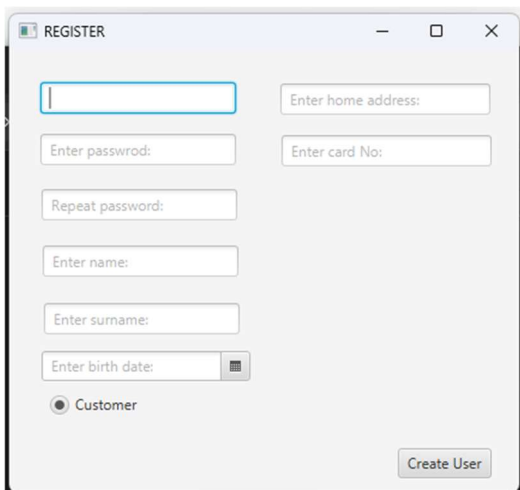 REGISTER
Enter home address:
Enter passwrod:
Enter card No:
Repeat password:
Enter name:
Enter surname:
Enter birth date:
Customer
Create User